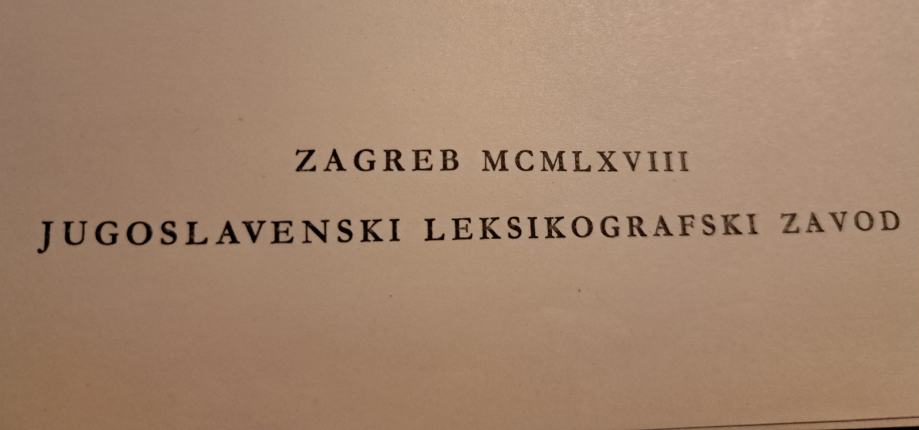 ZAGREB MCMLXVIII
JUGOSLAVENSKI LEKSIKOGRAFSKI ZAVOD